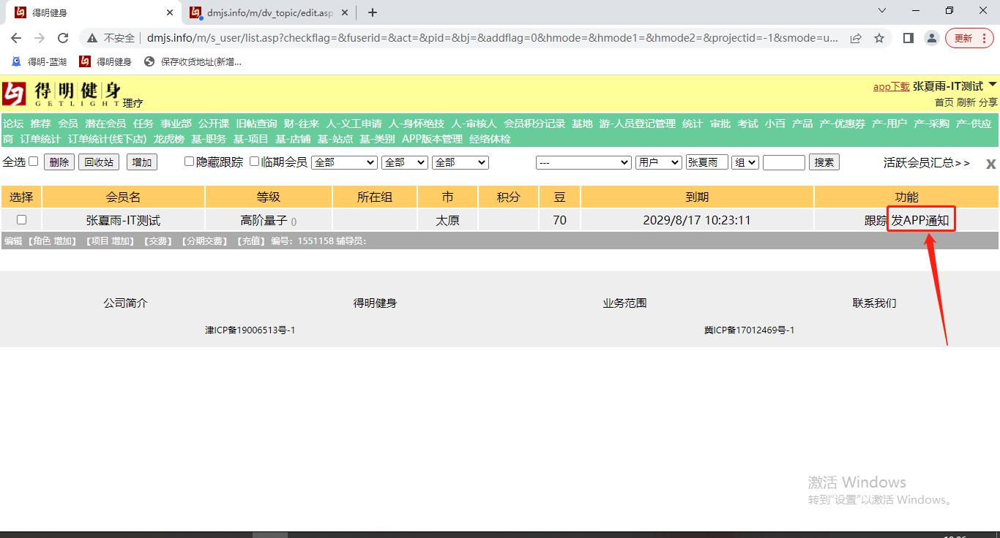 得明健身
dmjs.info/m/dv_topic/edit.asp
不安全 dmjs.info/m/s_user/list.asp?checkflag=&fuserid=&act=&pid=&bj=&addflag=0&hmode=&hmode1=&hmode2=&projectid=-1&smode=u... 更新
得明-蓝湖 得明健身 保存收货地址(新增...
得明健身
GETLIGHT 理疗
app下载 张夏雨-IT测试
首页 刷新 分享
论坛 推荐 会员 潜在会员 任务 事业部 公开课 旧帖查询 财-往来 人-义工申请 人-身怀绝技 人-审核人 会员积分记录 基地 游-人员登记管理 统计 审批 考试 小百 产品 产-优惠券 产-用户 产-采购 产-供应
商 订单统计 订单统计(线下店) 龙虎榜 基-职务 基-项目 基-店铺 基-站点 基-类别 APP版本管理 经络体检
全选 删除 回收站 增加 隐藏跟踪 临期会员 全部 全部 全部 --- 用户 张夏雨 组 搜索 活跃会员汇总>> X
选择 会员名 等级 所在组 市 积分 豆 到期 功能
张夏雨-IT测试 高阶量子 () 太原 70 2029/8/17 10:23:11 跟踪 发APP通知
编辑 【角色 增加】 【项目 增加】 【交费】 【分期交费】 【充值】 编号：1551158 辅导员：
公司简介 得明健身 业务范围 联系我们
津ICP备19006513号-1 冀ICP备17012469号-1
激活 Windows
转到"设置"以激活 Windows。